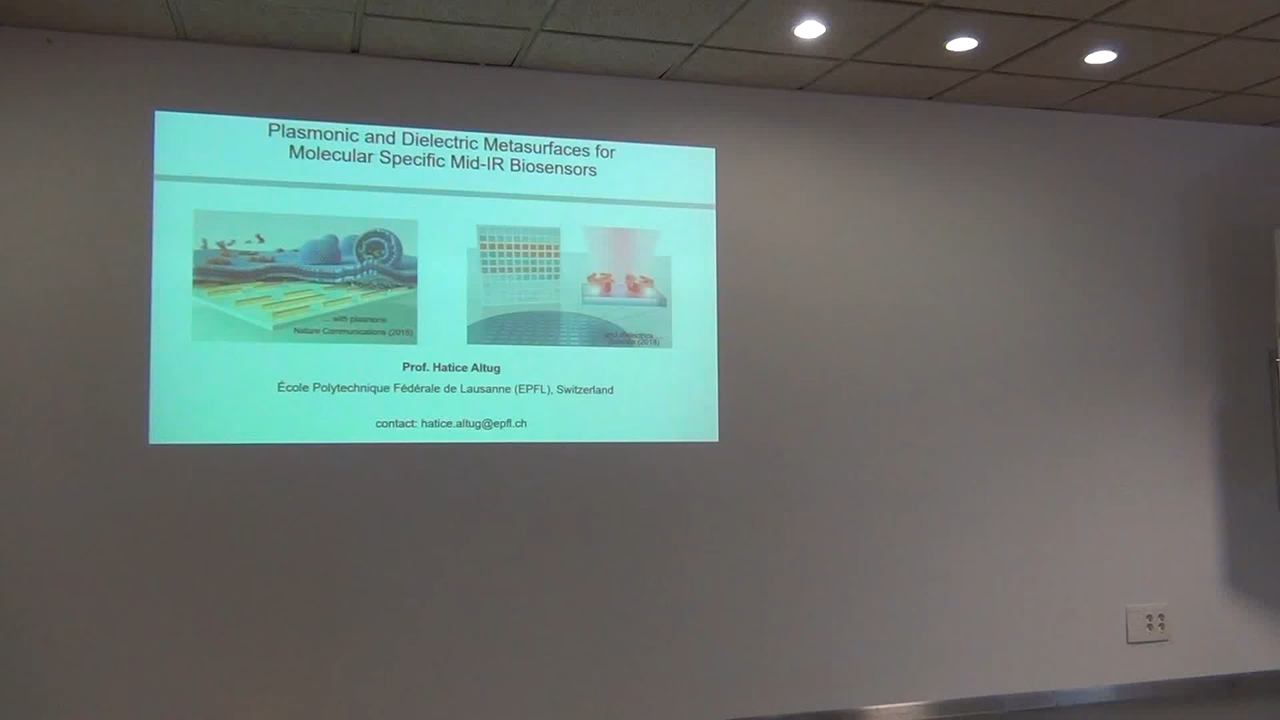 Plasmonic and Dielectric Metasurfaces for
Molecular Specific Mid-IR Biosensors
... with plasmonic
Nature Communications (2018)
Prof. Hatice Altug
École Polytechnique Fédérale de Lausanne (EPFL), Switzerland
contact: hatice.altug@epfl.ch